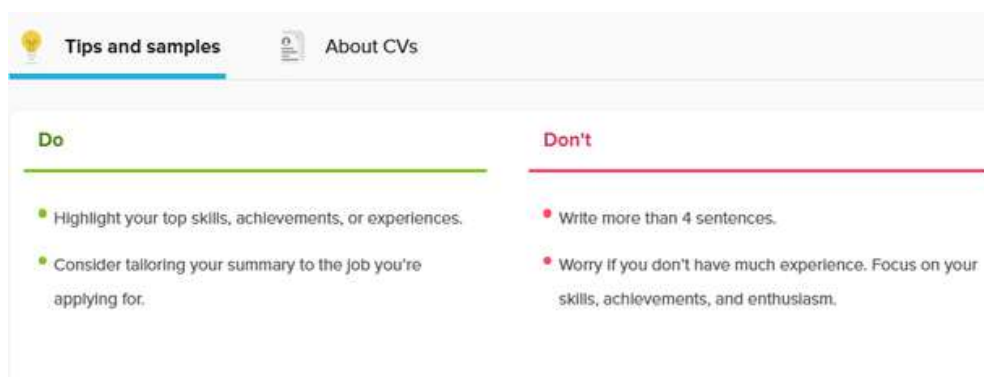 Tips and samples
About CVs
Do
Highlight your top skills, achievements, or experiences.
Consider tailoring your summary to the job you're
applying for.
Don't
Write more than 4 sentences.
Worry if you don't have much experience. Focus on your
skills, achievements, and enthusiasm.